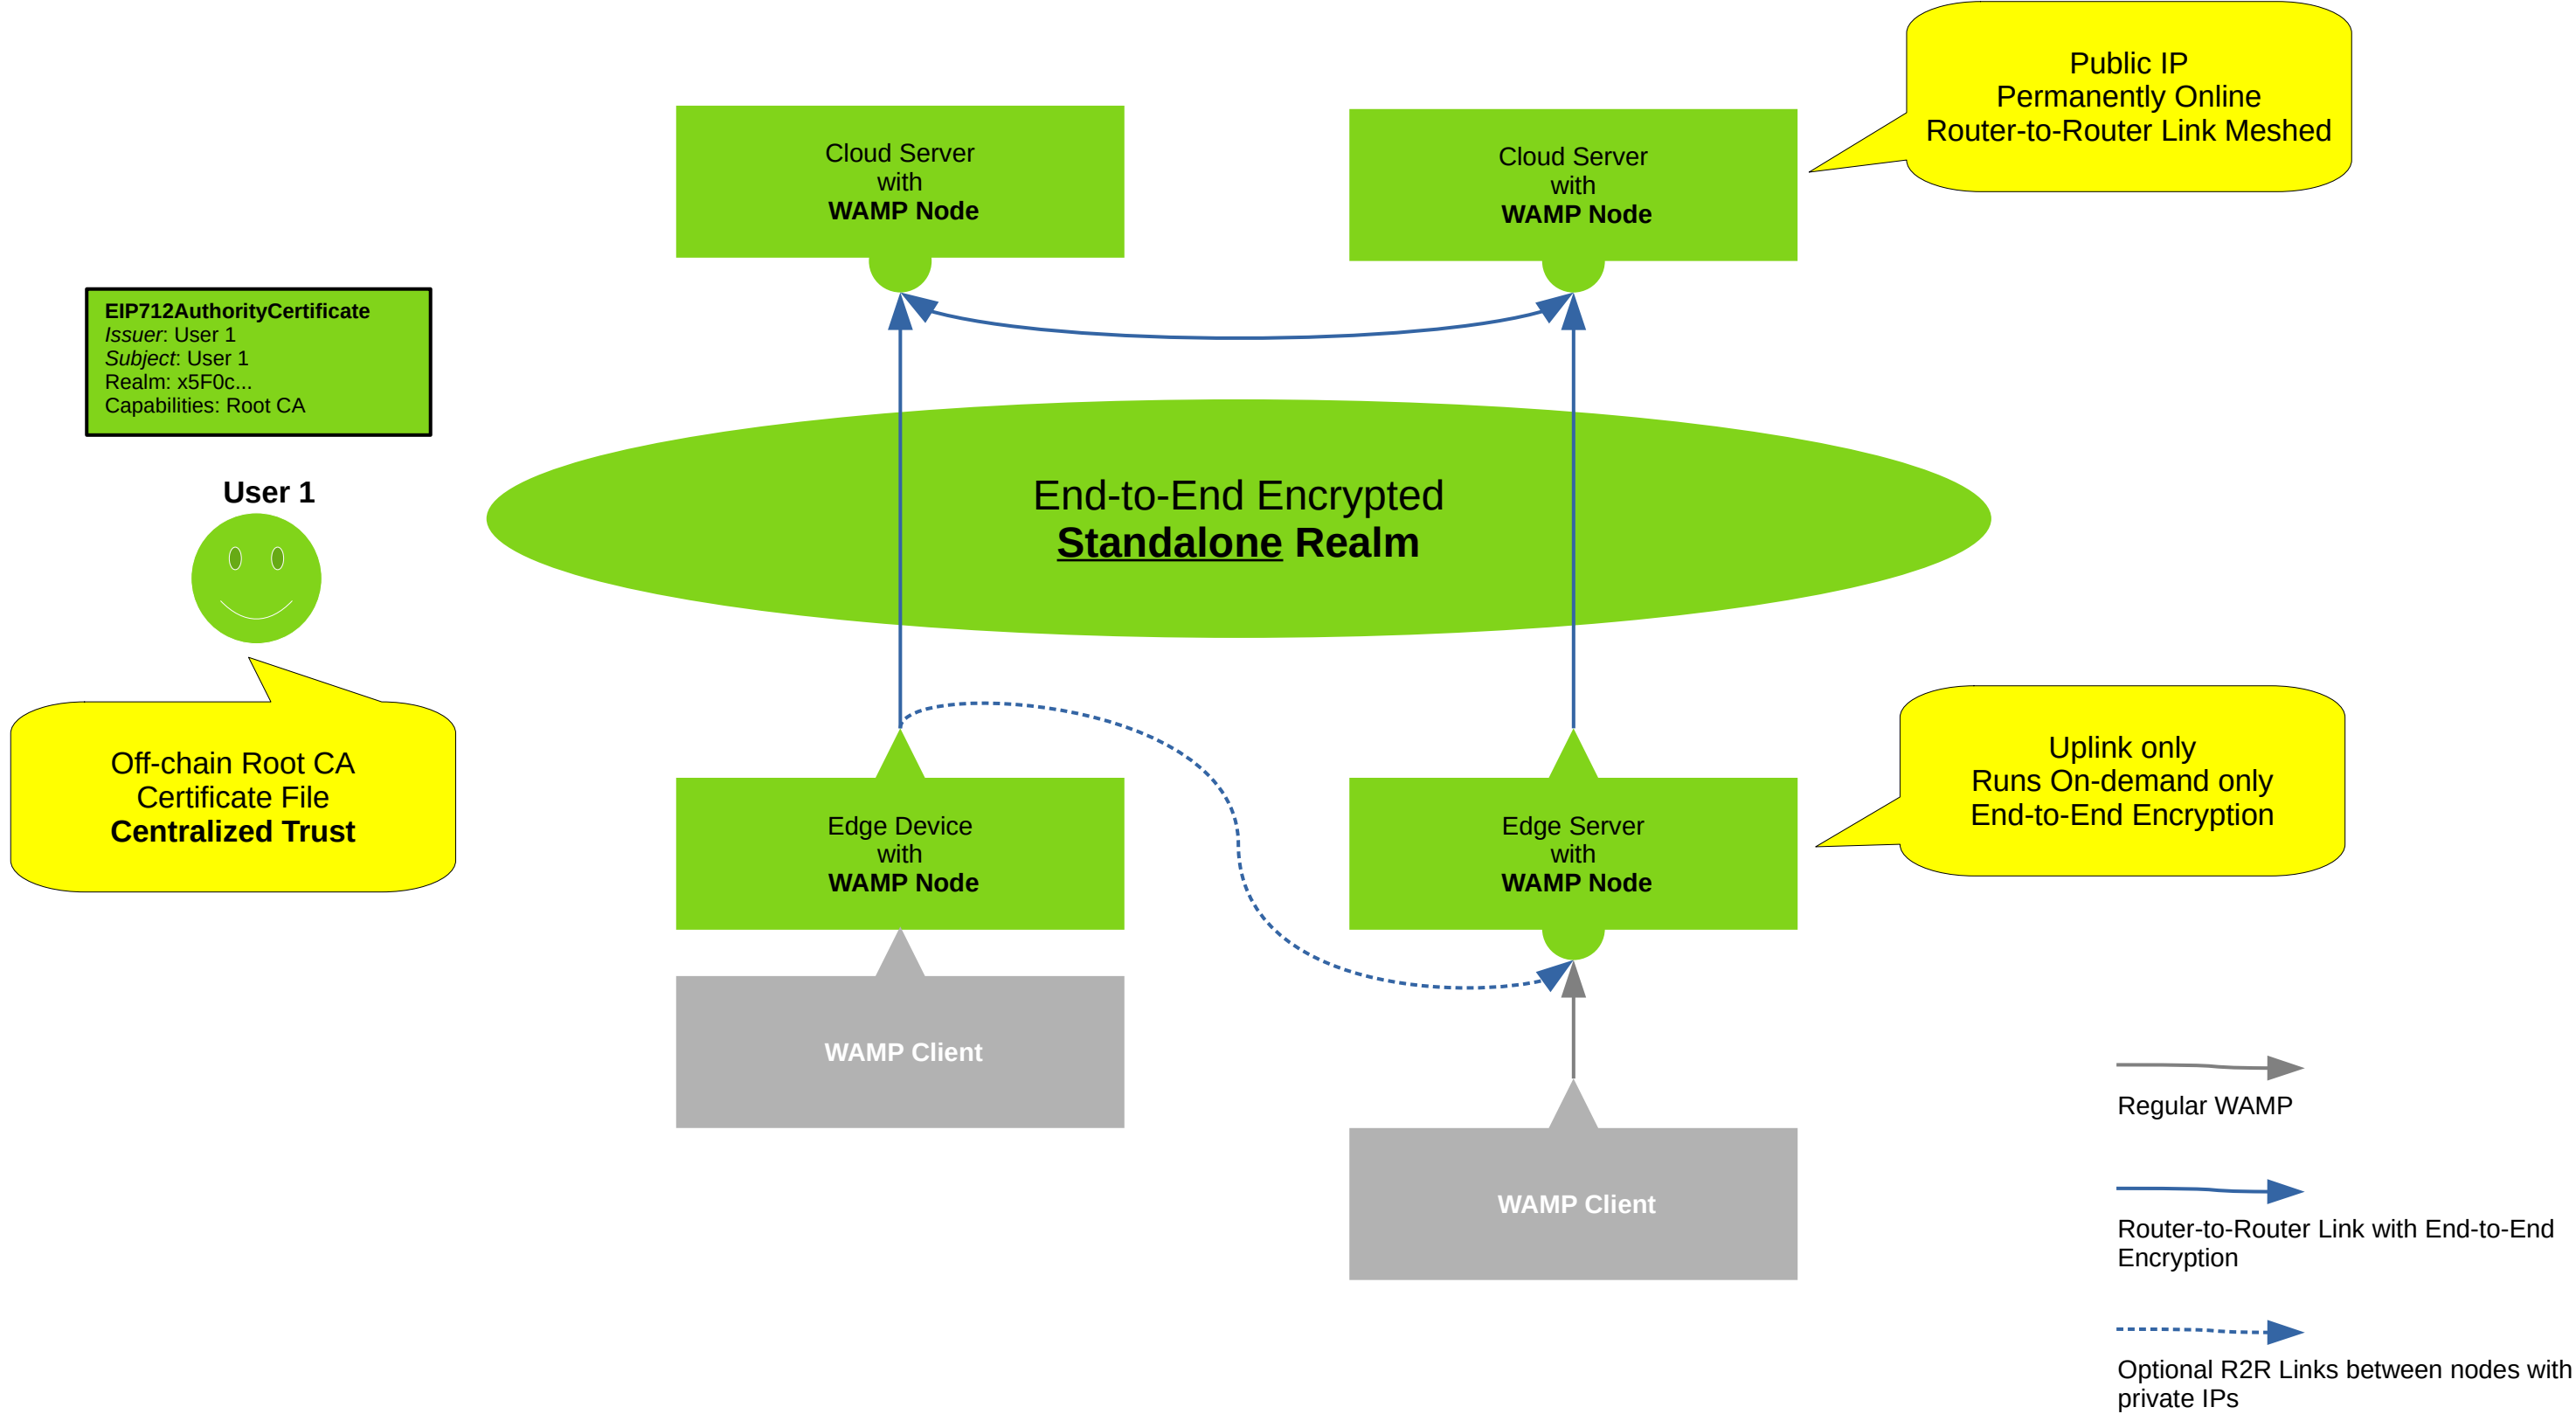 Public IP
Permanently Online
Router-to-Router Link Meshed
Cloud Server
with
WAMP Node
Cloud Server
with
WAMP Node
EIP712AuthorityCertificate
Issuer: User 1
Subject: User 1
Realm: x5F0c...
Capabilities: Root CA
User 1
End-to-End Encrypted
Standalone Realm
Off-chain Root CA
Certificate File
Centralized Trust
Edge Device
with
WAMP Node
Edge Server
with
WAMP Node
Uplink only
Runs On-demand only
End-to-End Encryption
WAMP Client
WAMP Client
Regular WAMP
Router-to-Router Link with End-to-End
Encryption
Optional R2R Links between nodes with
private IPs